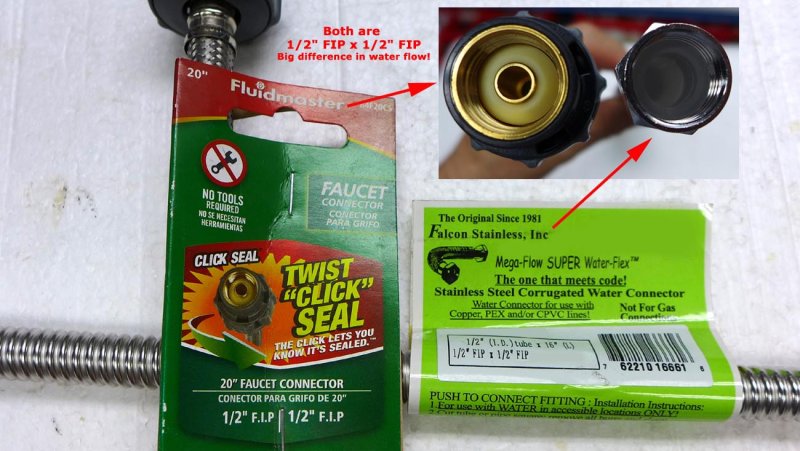 Both are
1/2" FIP x 1/2" FIP
Big difference in water flow!
20"
Fluidmaster
NO TOOLS
REQUIRED
NO SE NECESITAN
HERRAMIENTAS
FAUCET
CONNECTOR
CONECTOR
PARA GRIFO
CLICK SEAL
TWIST
"CLICK"
SEAL
THE CLICK LETS YOU
KNOW IT'S SEALED.™
20" FAUCET CONNECTOR
CONECTOR PARA GRIFO DE 20"
1/2" F.I.P 1/2" F.I.P
The Original Since 1981
Falcon Stainless, Inc
Mega-Flow SUPER Water-Flex™
The one that meets code!
Stainless Steel Corrugated Water Connector
Water Connector for use with
Copper, PEX and/or CPVC lines!
Not For Gas
1/2" (I.D.) tube x 16" (L)
1/2" FIP x 1/2" FIP
7 62210 16661 8
PUSH TO CONNECT FITTING : Installation Instructions:
1 For use with WATER in accessible locations ONLY!